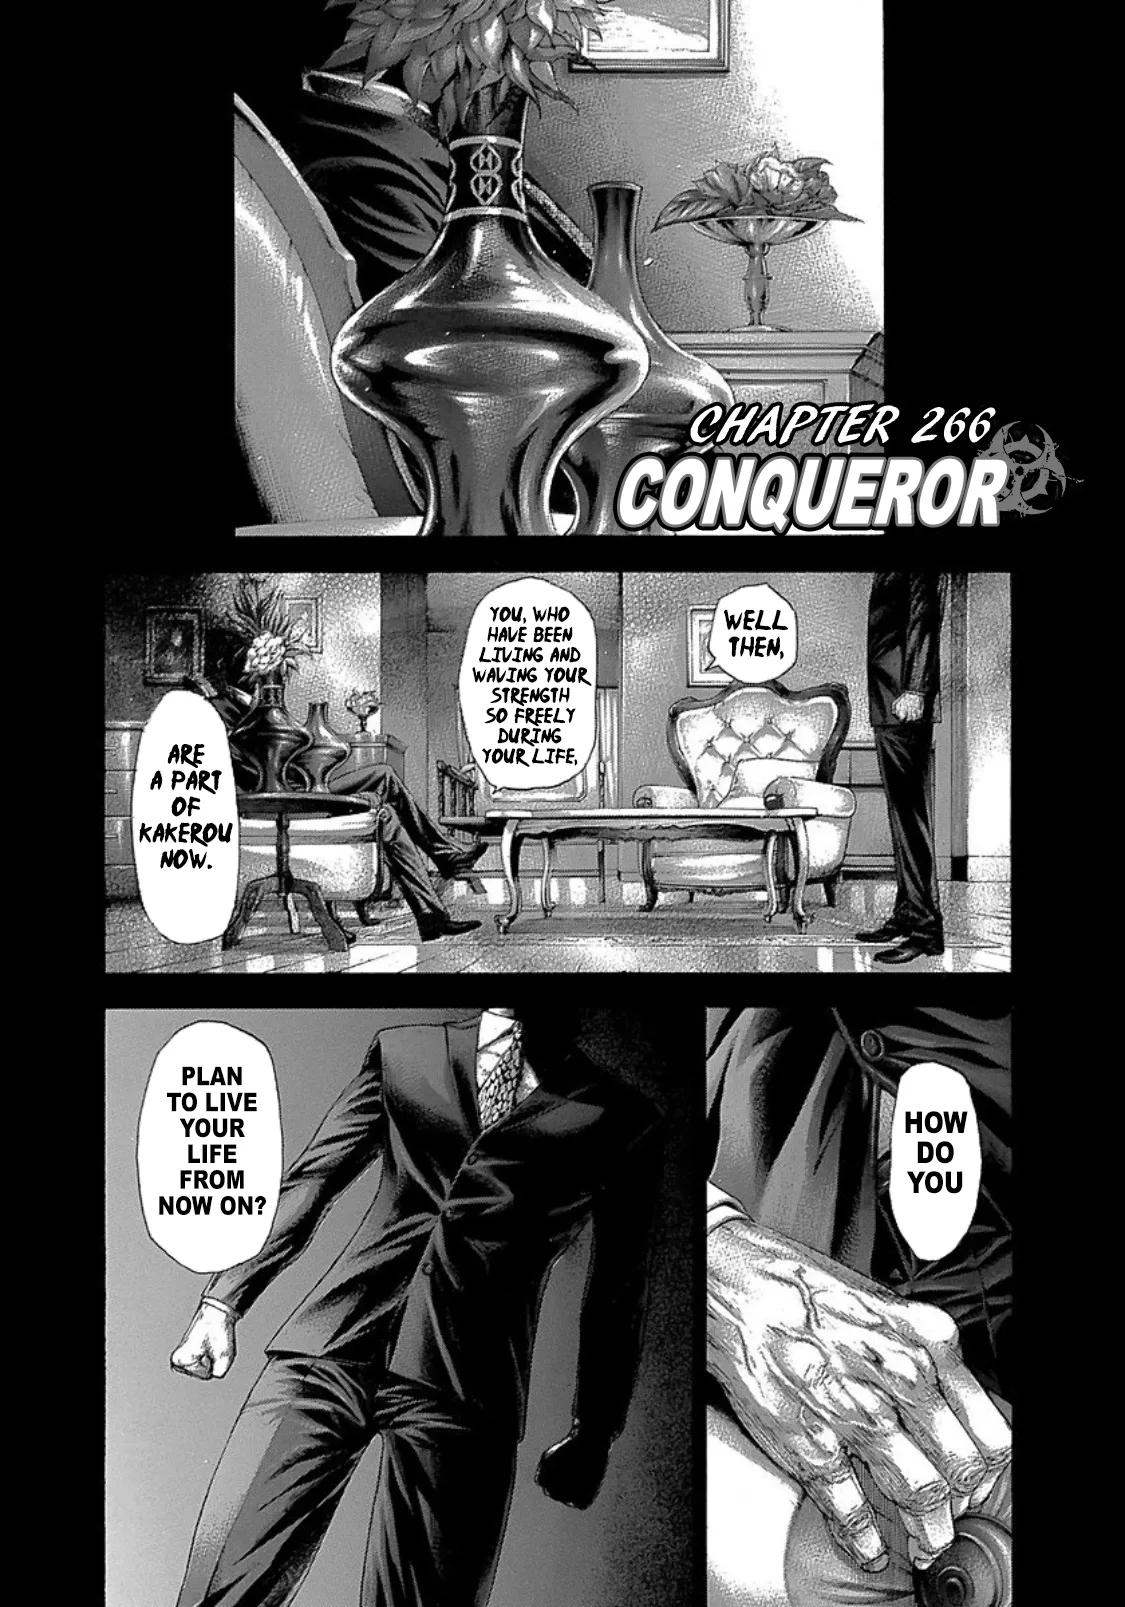 CHAPTER 266
CONQUEROR
WELL
THEN,
YOU, WHO
HAVE BEEN
LIVING AND
WAVING YOUR
STRENGTH
SO FREELY
DURING
YOUR LIFE,
ARE
A PART
OF
KAKEROU
NOW.
HOW
DO
YOU
PLAN
TO LIVE
YOUR
LIFE
FROM
NOW ON?